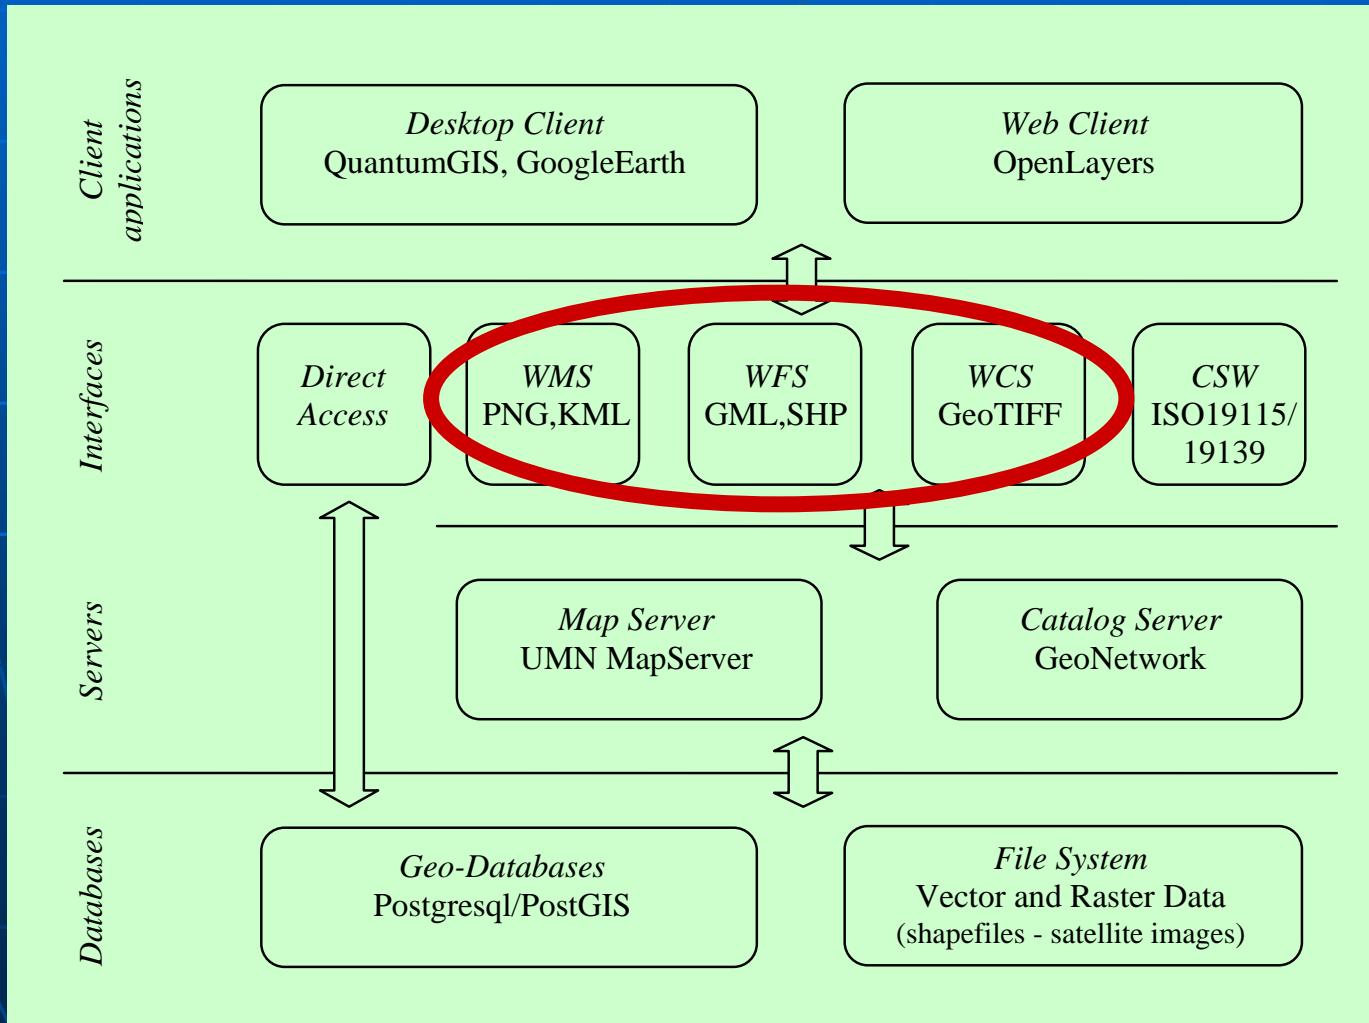 Client
applications
Desktop Client
QuantumGIS, GoogleEarth
Web Client
OpenLayers
Interfaces
Direct
Access
WMS
PNG,KML
WFS
GML,SHP
WCS
GeoTIFF
CSW
ISO19115/
19139
Servers
Map Server
UMN MapServer
Catalog Server
GeoNetwork
Databases
Geo-Databases
Postgresql/PostGIS
File System
Vector and Raster Data
(shapefiles - satellite images)